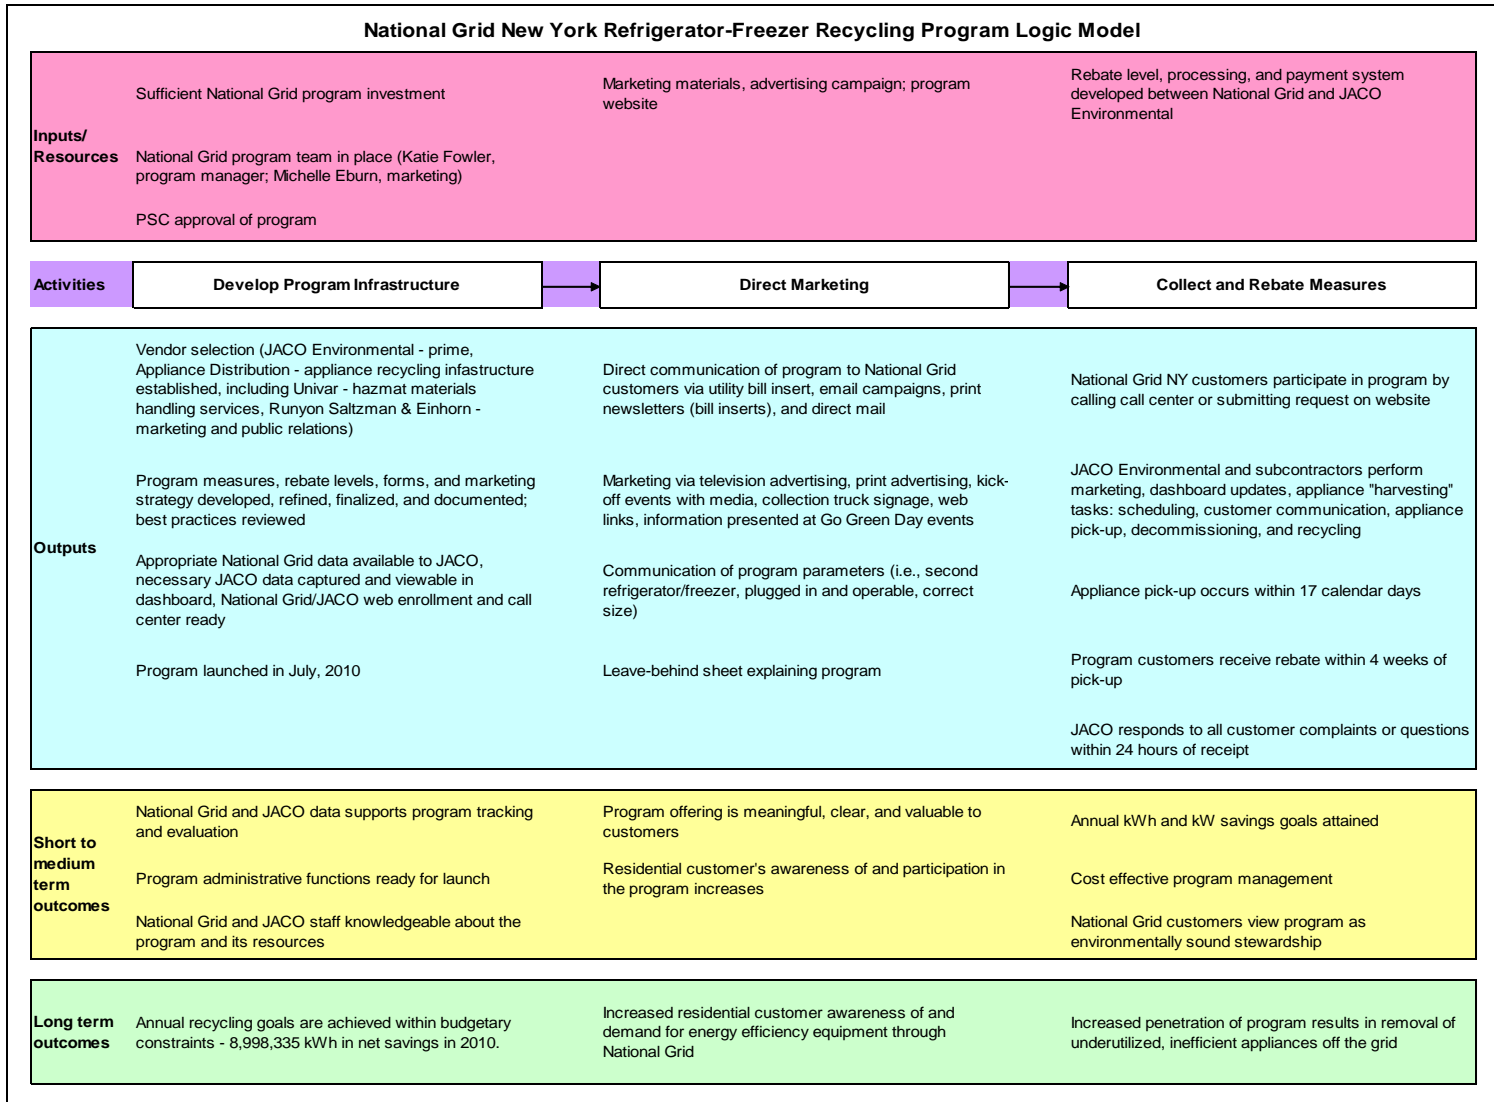 National Grid New York Refrigerator-Freezer Recycling Program Logic Model
Inputs/
Resources
Sufficient National Grid program investment
National Grid program team in place (Katie Fowler,
program manager; Michelle Eburn, marketing)
PSC approval of program
Marketing materials, advertising campaign; program
website
Rebate level, processing, and payment system
developed between National Grid and JACO
Environmental
Activities
Develop Program Infrastructure
Direct Marketing
Collect and Rebate Measures
Outputs
Vendor selection (JACO Environmental - prime,
Appliance Distribution - appliance recycling infastructure
established, including Univar - hazmat materials
handling services, Runyon Saltzman & Einhorn -
marketing and public relations)
Program measures, rebate levels, forms, and marketing
strategy developed, refined, finalized, and documented;
best practices reviewed
Appropriate National Grid data available to JACO,
necessary JACO data captured and viewable in
dashboard, National Grid/JACO web enrollment and call
center ready
Program launched in July, 2010
Direct communication of program to National Grid
customers via utility bill insert, email campaigns, print
newsletters (bill inserts), and direct mail
Marketing via television advertising, print advertising, kick-
off events with media, collection truck signage, web
links, information presented at Go Green Day events
Communication of program parameters (i.e., second
refrigerator/freezer, plugged in and operable, correct
size)
Leave-behind sheet explaining program
National Grid NY customers participate in program by
calling call center or submitting request on website
JACO Environmental and subcontractors perform
marketing, dashboard updates, appliance "harvesting"
tasks: scheduling, customer communication, appliance
pick-up, decommissioning, and recycling
Appliance pick-up occurs within 17 calendar days
Program customers receive rebate within 4 weeks of
pick-up
JACO responds to all customer complaints or questions
within 24 hours of receipt
Short to
medium
term
outcomes
National Grid and JACO data supports program tracking
and evaluation
Program administrative functions ready for launch
National Grid and JACO staff knowledgeable about the
program and its resources
Program offering is meaningful, clear, and valuable to
customers
Residential customer's awareness of and participation in
the program increases
Annual kWh and kW savings goals attained
Cost effective program management
National Grid customers view program as
environmentally sound stewardship
Long term
outcomes
Annual recycling goals are achieved within budgetary
constraints - 8,998,335 kWh in net savings in 2010.
Increased residential customer awareness of and
demand for energy efficiency equipment through
National Grid
Increased penetration of program results in removal of
underutilized, inefficient appliances off the grid